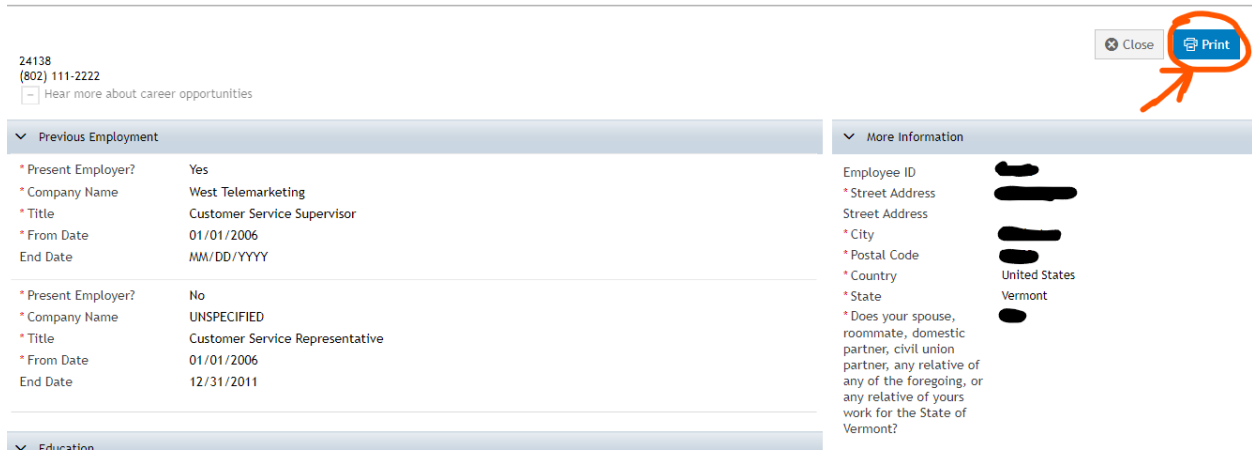 Close
Print
24138
(802) 111-2222
Hear more about career opportunities
Previous Employment
* Present Employer? Yes
* Company Name West Telemarketing
* Title Customer Service Supervisor
* From Date 01/01/2006
End Date MM/DD/YYYY
* Present Employer? No
* Company Name UNSPECIFIED
* Title Customer Service Representative
* From Date 01/01/2006
End Date 12/31/2011
Education
More Information
Employee ID
* Street Address
Street Address
* City
* Postal Code
* Country United States
* State Vermont
* Does your spouse,
roommate, domestic
partner, civil union
partner, any relative of
any of the foregoing, or
any relative of yours
work for the State of
Vermont?